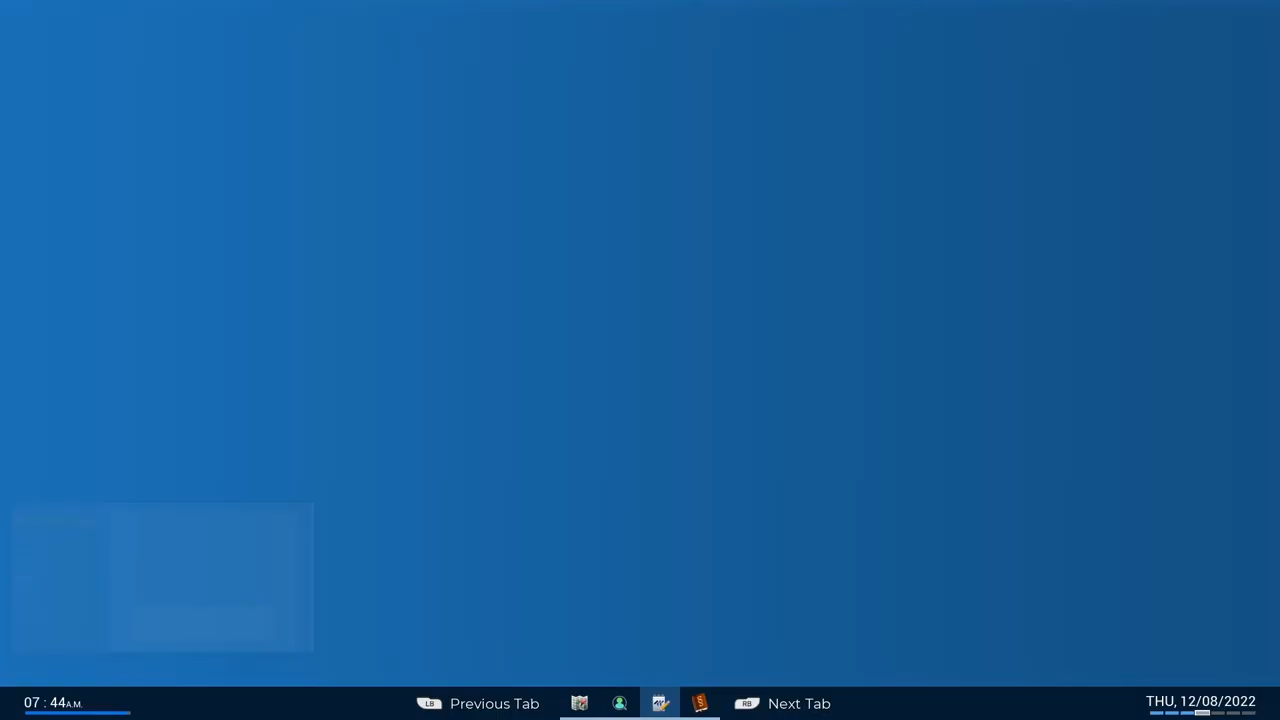 07 : 44A.M.
LB Previous Tab
RB Next Tab
THU, 12/08/2022